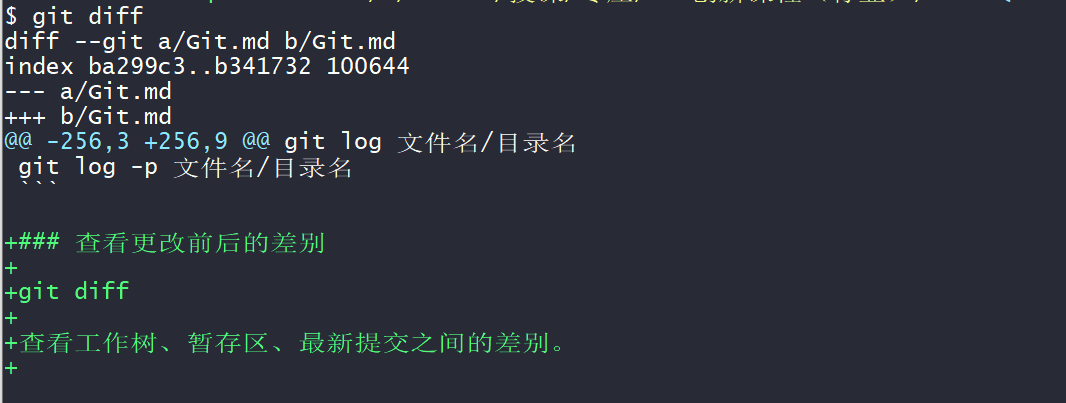 $ git diff
diff --git a/Git.md b/Git.md
index ba299c3..b341732 100644
--- a/Git.md
+++ b/Git.md
@@ -256,3 +256,9 @@ git log 文件名/目录名
 git log -p 文件名/目录名
 ```
+### 查看更改前后的差别
+
+git diff
+
+查看工作树、暂存区、最新提交之间的差别。
+